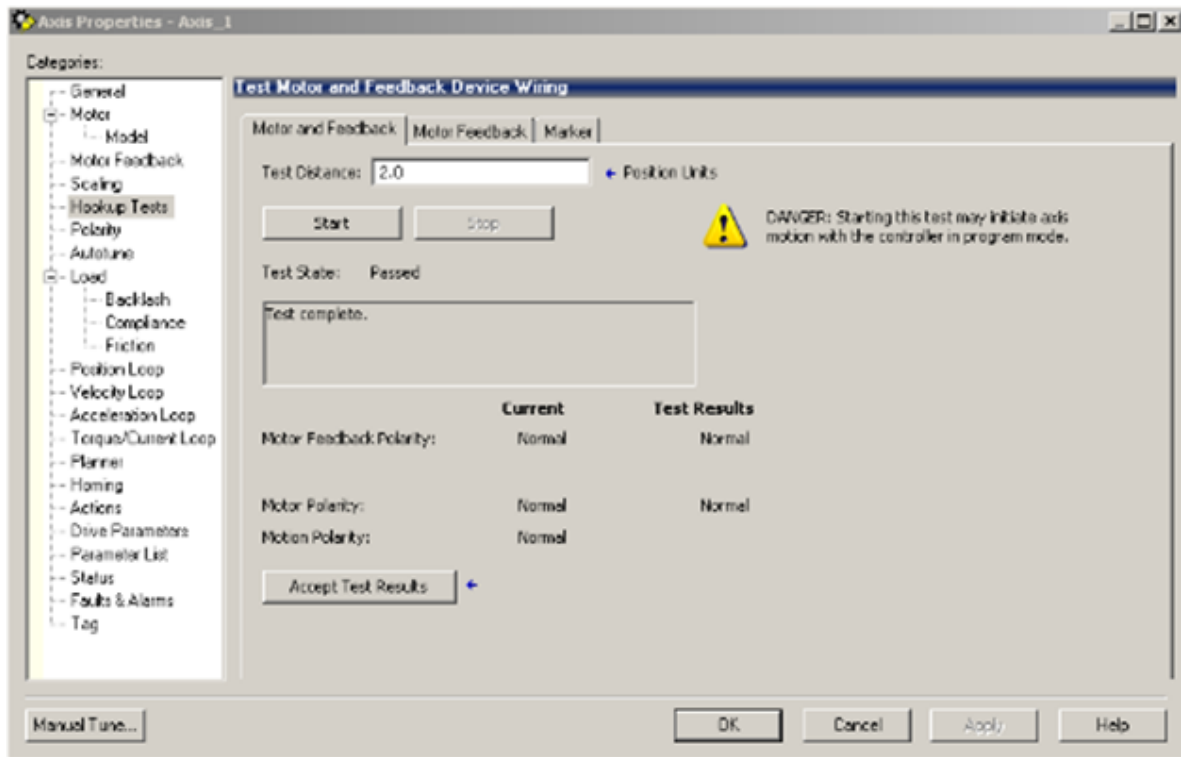 Axis Properties - Axis_1
Categories:
General
Motor
Model
Motor Feedback
Scaling
Hookup Tests
Polarity
Autotune
Load
Backlash
Compliance
Friction
Position Loop
Velocity Loop
Acceleration Loop
Torque/Current Loop
Planner
Homing
Actions
Drive Parameters
Parameter List
Status
Faults & Alarms
Tag
Test Motor and Feedback Device Wiring
Motor and Feedback Motor Feedback Marker
Test Distance: 2.0 Position Units
Start Stop
DANGER: Starting this test may initiate axis
motion with the controller in program mode.
Test State: Passed
Test complete.
Current Test Results
Motor Feedback Polarity: Normal Normal
Motor Polarity: Normal Normal
Motion Polarity: Normal
Accept Test Results
Manual Tune... OK Cancel Apply Help